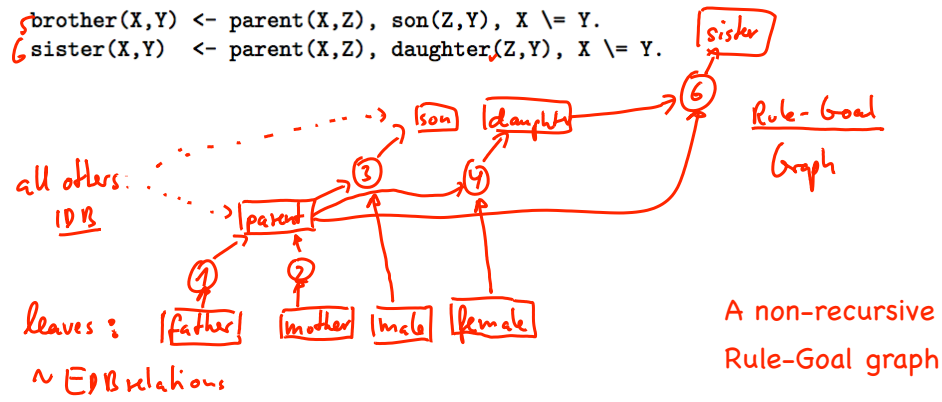 5 brother(X,Y) <- parent(X,Z), son(Z,Y), X \= Y.
6 sister(X,Y) <- parent(X,Z), daughter(Z,Y), X \= Y.
sister
6
son
daughter
Rule-Goal
Graph
3
4
all others:
IDB
parent
1
2
leaves:
father
mother
male
female
~ EDB relations
A non-recursive
Rule-Goal graph